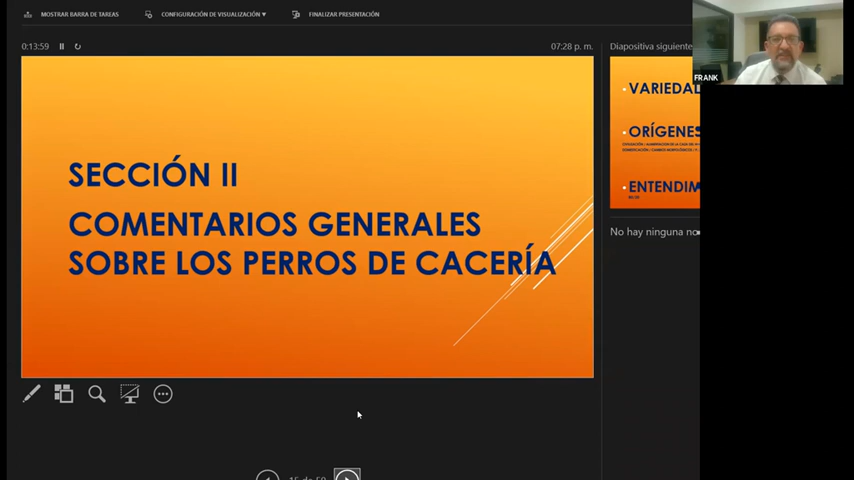 MOSTRAR BARRA DE TAREAS
CONFIGURACIÓN DE VISUALIZACIÓN ▾
FINALIZAR PRESENTACIÓN
0:13:59
07:28 p. m.
SECCIÓN II
COMENTARIOS GENERALES
SOBRE LOS PERROS DE CACERÍA
Diapositiva siguiente
• VARIEDAD
• ORÍGENES
• ENTENDIM
No hay ninguna no
FRANK